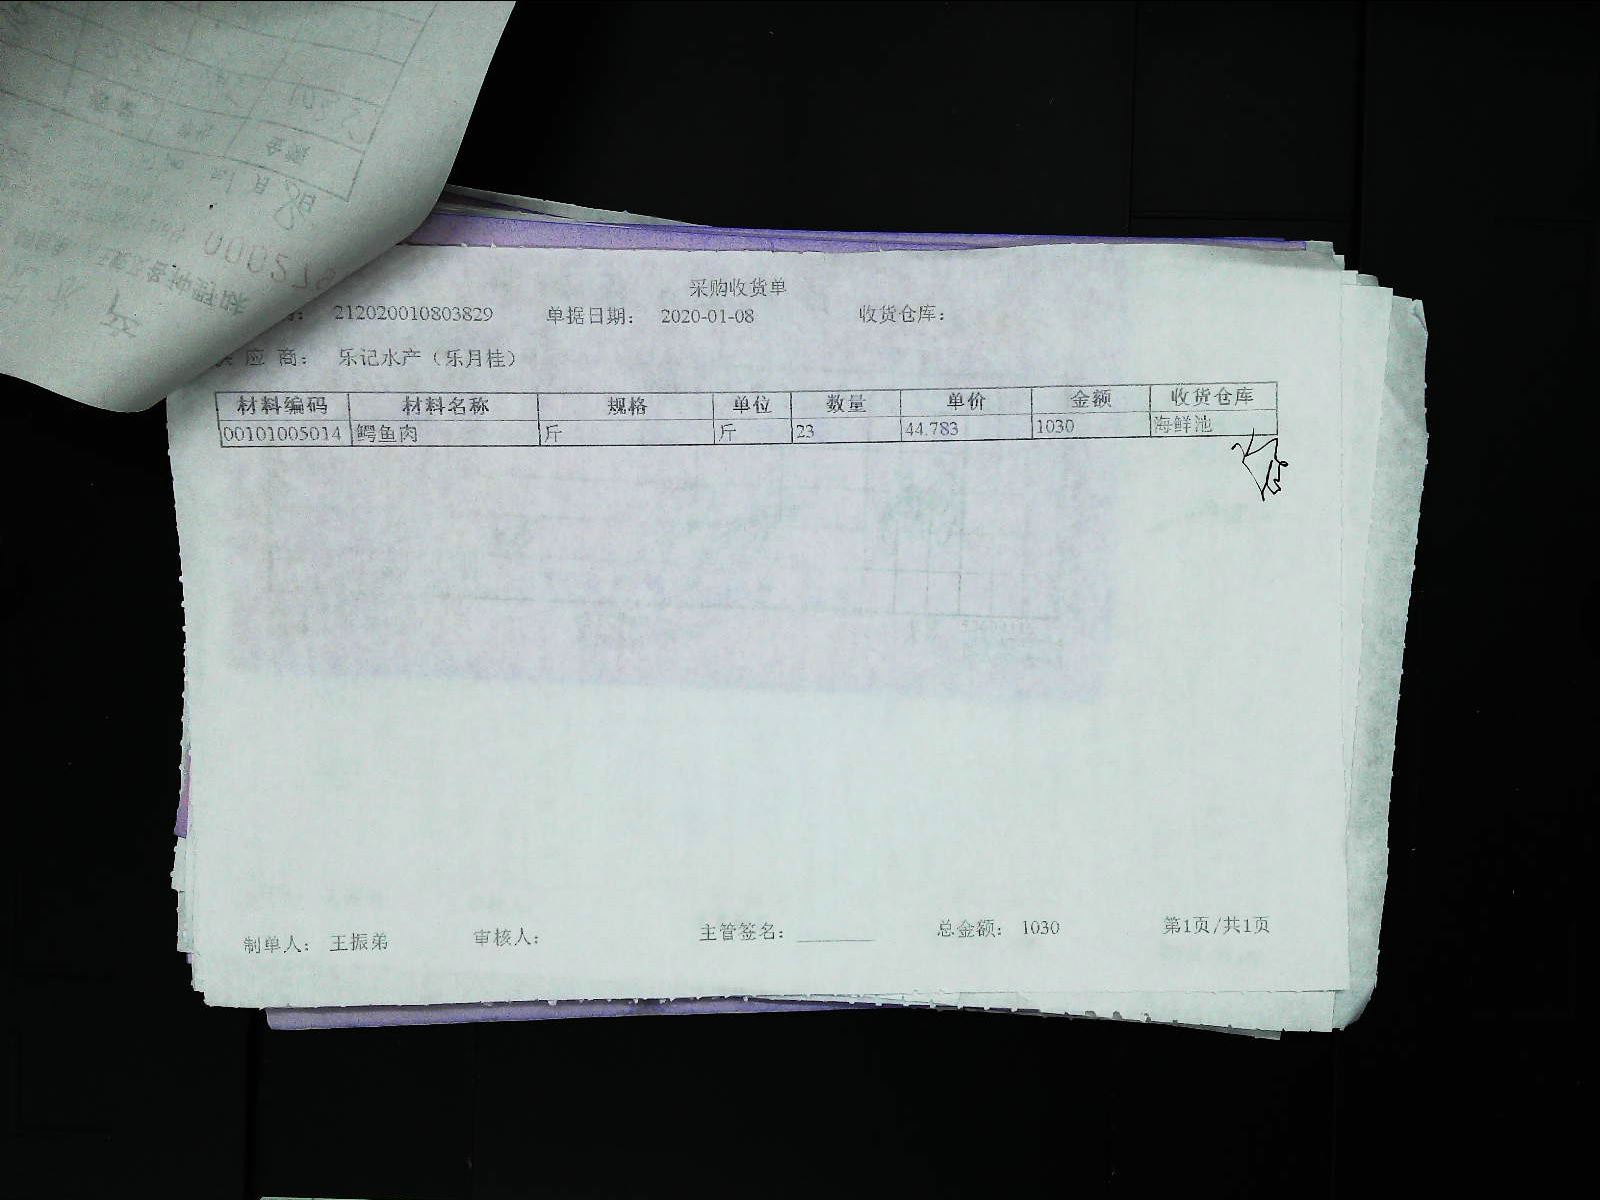 采购收货单
212020010803829 单据日期： 2020-01-08 收货仓库：
应 商： 乐记水产（乐月桂）
材料编码 材料名称 规格 单位 数量 单价 金额 收货仓库
00101005014 鳄鱼肉 斤 斤 23 44.783 1030 海鲜池
制单人： 王振弟 审核人： 主管签名： 总金额： 1030 第1页/共1页